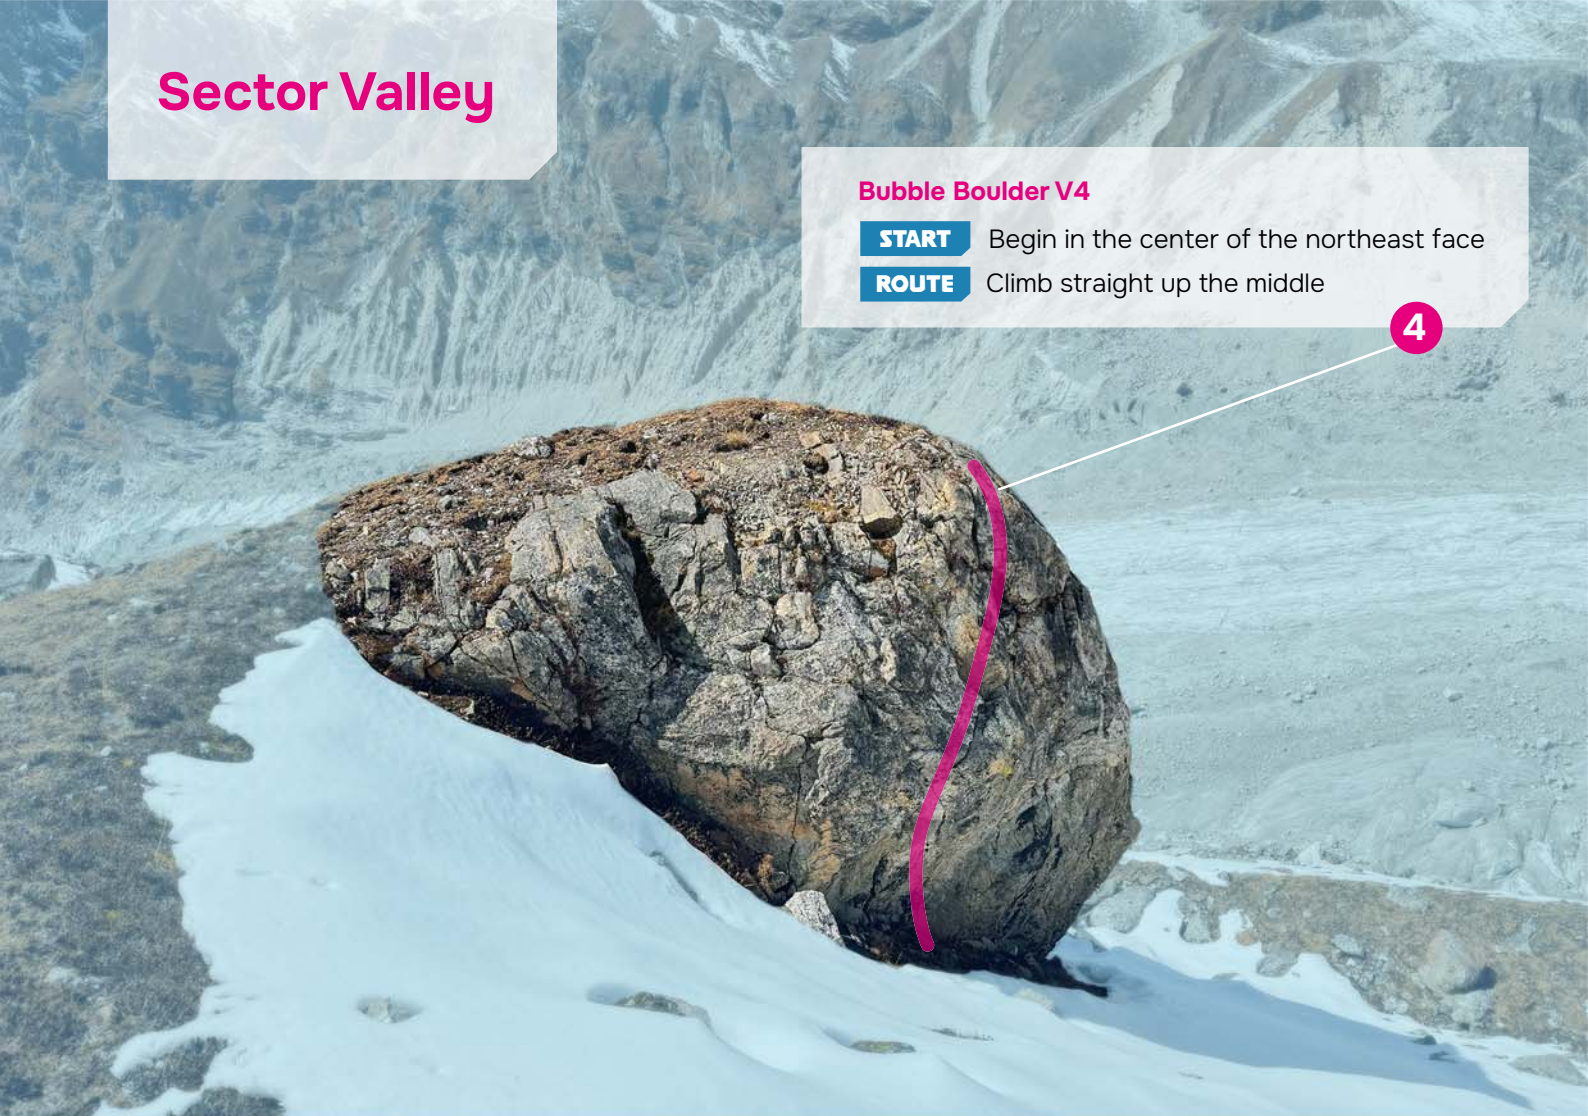 Sector Valley
Bubble Boulder V4
START Begin in the center of the northeast face
ROUTE Climb straight up the middle
4